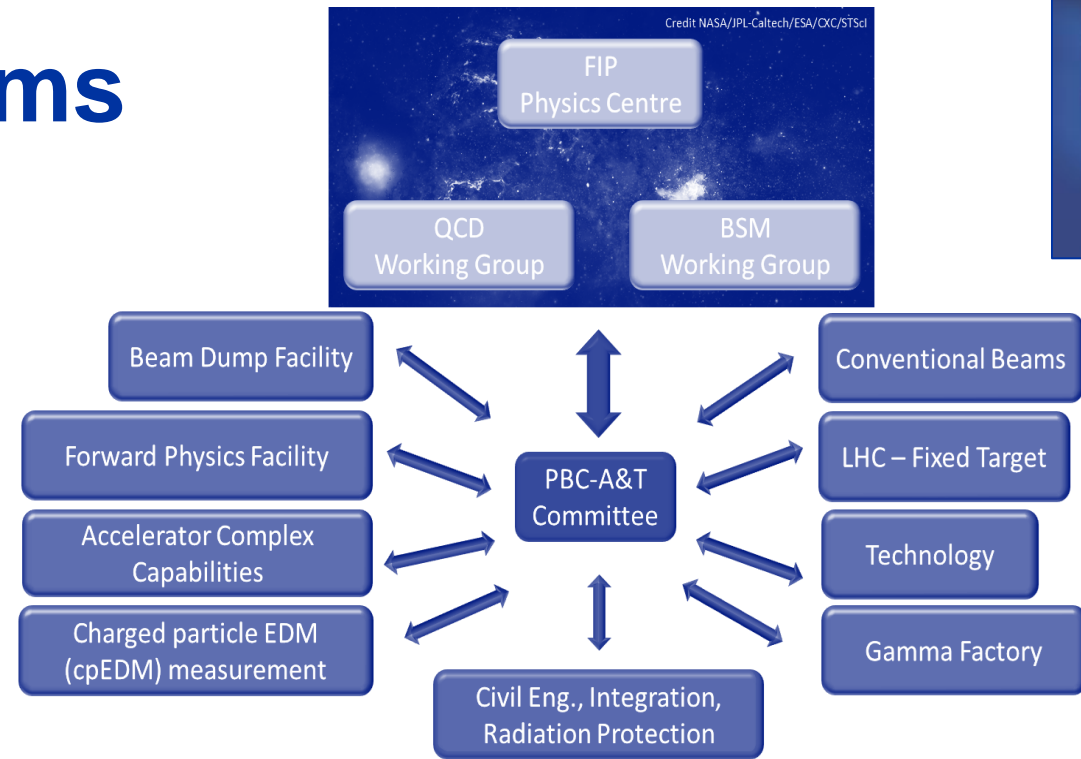 ms
Credit NASA/JPL-Caltech/ESA/CXC/STScI
FIP
Physics Centre
QCD
Working Group
BSM
Working Group
Beam Dump Facility
Conventional Beams
Forward Physics Facility
LHC – Fixed Target
PBC-A&T
Committee
Accelerator Complex
Capabilities
Technology
Charged particle EDM
(cpEDM) measurement
Gamma Factory
Civil Eng., Integration,
Radiation Protection